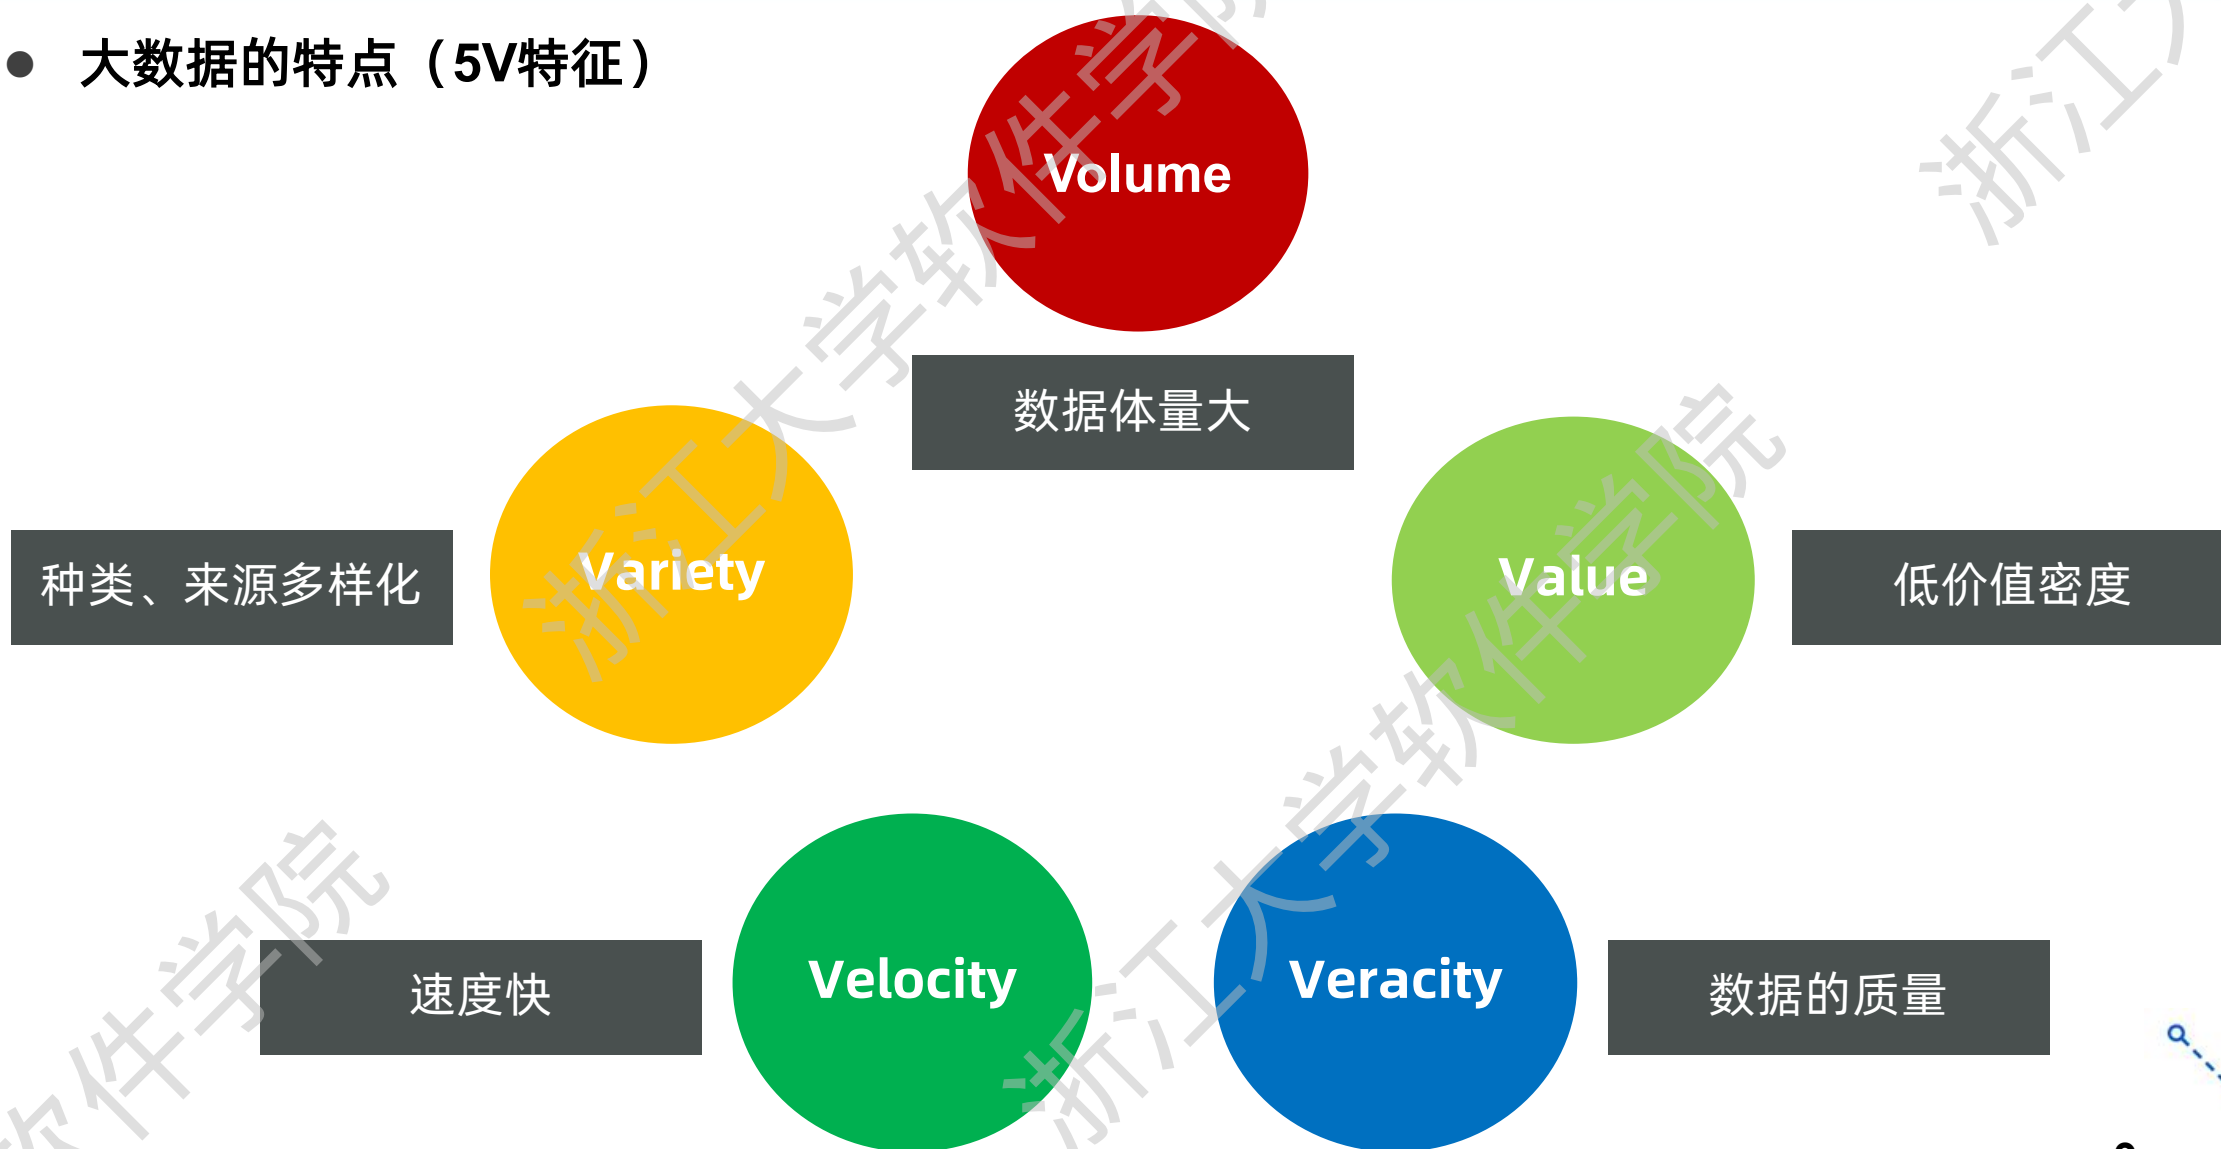 大数据的特点（5V特征）
Volume
数据体量大
Variety
种类、来源多样化
Value
低价值密度
Velocity
速度快
Veracity
数据的质量
浙江大学软件学院
浙江大学软件学院
浙江大
软件学院